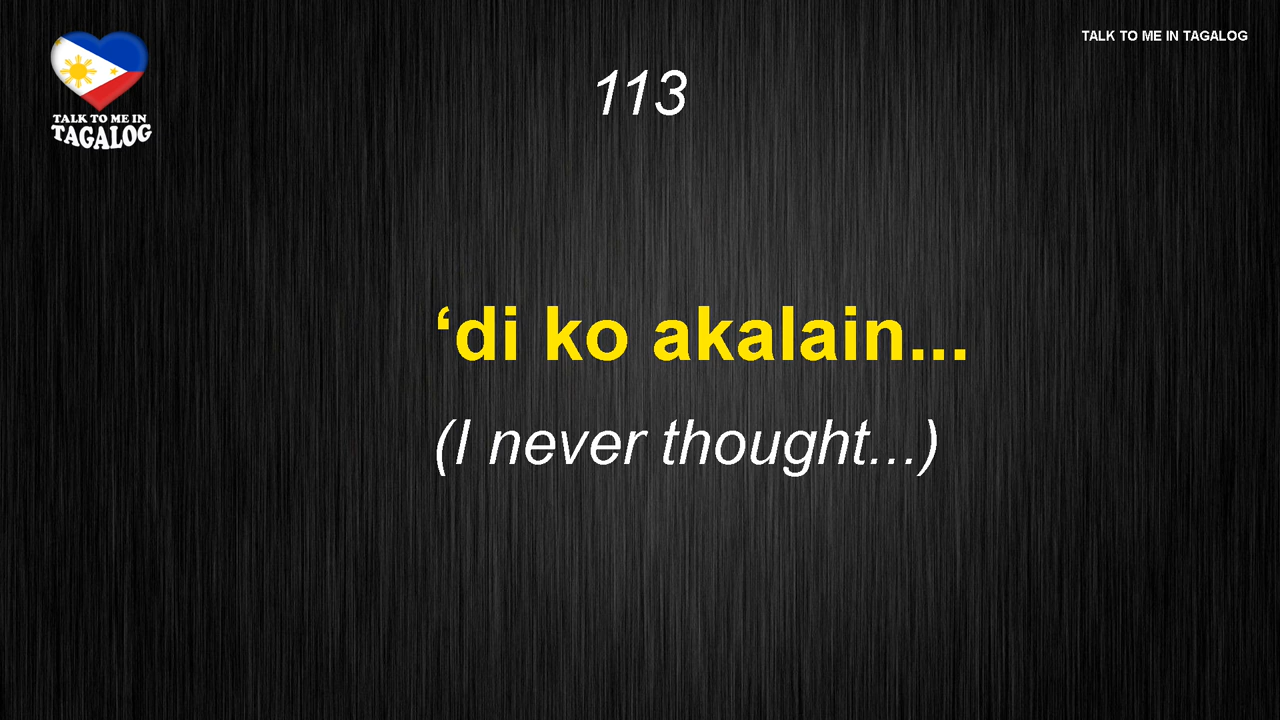 TALK TO ME IN TAGALOG
113
TALK TO ME IN
TAGALOG
‘di ko akalain...
(I never thought...)